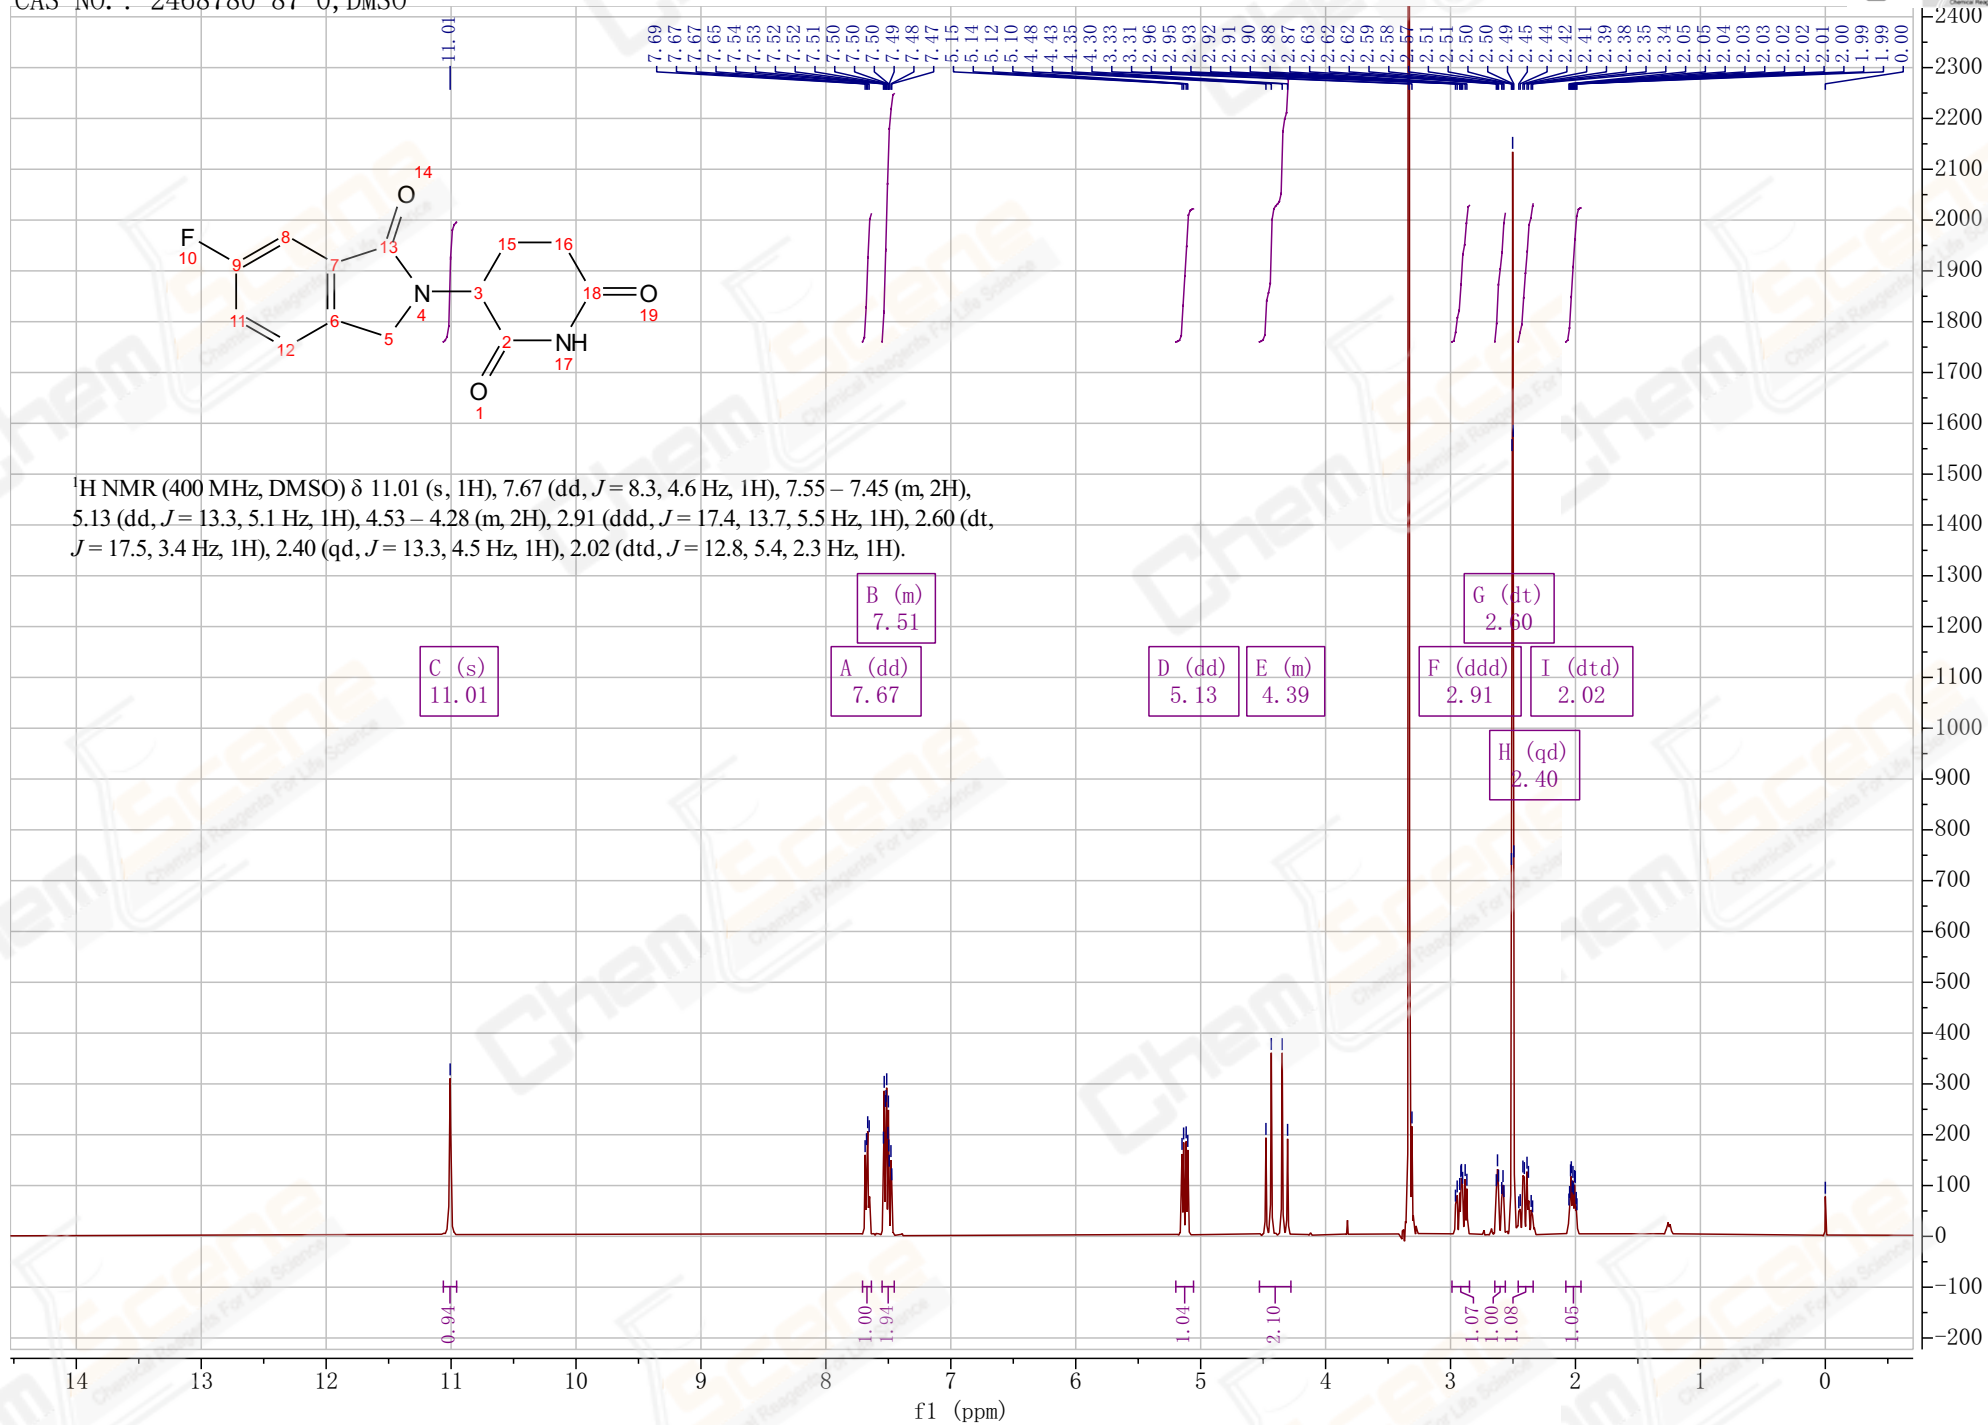 CAS NO.: 2468780-87-0, DMSO
11.01 7.69 7.67 7.67 7.65 7.54 7.53 7.52 7.52 7.51 7.50 7.50 7.50 7.49 7.48 7.47 5.15 5.14 5.12 5.10 4.48 4.43 4.35 4.30 3.33 3.31 2.96 2.95 2.93 2.92 2.91 2.90 2.88 2.87 2.63 2.62 2.62 2.59 2.58 2.57 2.51 2.51 2.50 2.50 2.49 2.45 2.44 2.42 2.41 2.39 2.38 2.35 2.34 2.05 2.05 2.04 2.03 2.03 2.02 2.02 2.01 2.00 1.99 1.99 0.00
14
O
F
10
8
13
15
16
9
7
N
4
3
18
O
19
11
6
5
2
NH
17
12
O
1
¹H NMR (400 MHz, DMSO) δ 11.01 (s, 1H), 7.67 (dd, J = 8.3, 4.6 Hz, 1H), 7.55 – 7.45 (m, 2H),
5.13 (dd, J = 13.3, 5.1 Hz, 1H), 4.53 – 4.28 (m, 2H), 2.91 (ddd, J = 17.4, 13.7, 5.5 Hz, 1H), 2.60 (dt,
J = 17.5, 3.4 Hz, 1H), 2.40 (qd, J = 13.3, 4.5 Hz, 1H), 2.02 (dtd, J = 12.8, 5.4, 2.3 Hz, 1H).
B (m)
7.51
G (dt)
2.60
C (s)
11.01
A (dd)
7.67
D (dd)
5.13
E (m)
4.39
F (ddd)
2.91
I (dtd)
2.02
H (qd)
2.40
0.94 1.00 1.94 1.04 2.10 1.07 1.00 1.08 1.05
14 13 12 11 10 9 8 7 6 5 4 3 2 1 0
f1 (ppm)
2400
2300
2200
2100
2000
1900
1800
1700
1600
1500
1400
1300
1200
1100
1000
900
800
700
600
500
400
300
200
100
0
-100
-200
ChemScene
Chemical Reagents For Life Science